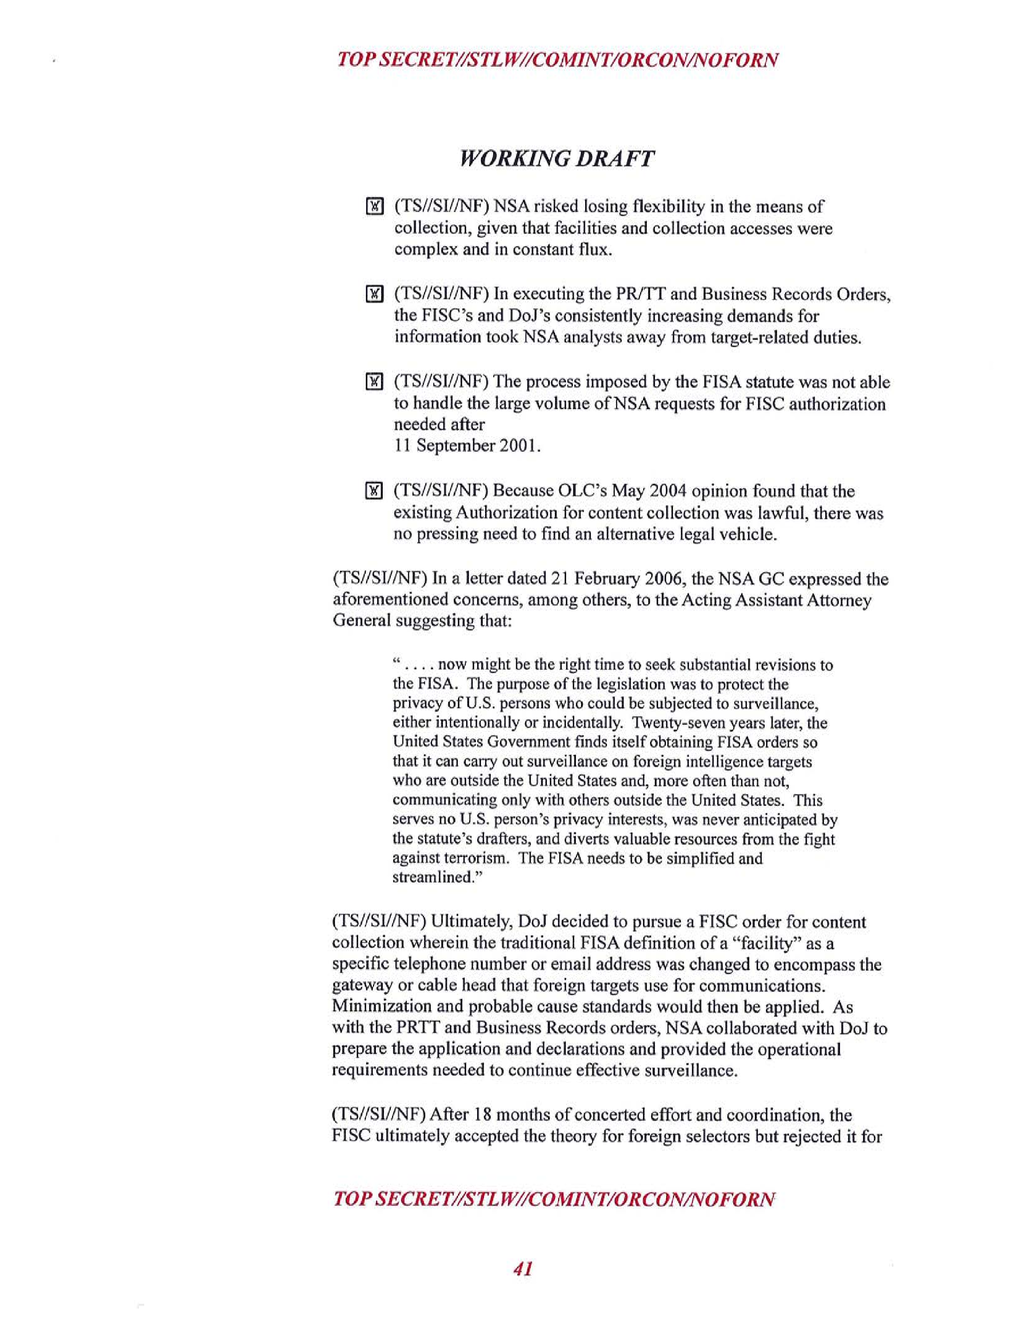 TOP SECRET//STLW//COMINT/ORCON/NOFORN
WORKING DRAFT
(TS//SI//NF) NSA risked losing flexibility in the means of
collection, given that facilities and collection accesses were
complex and in constant flux.
(TS//SI//NF) In executing the PR/TT and Business Records Orders,
the FISC's and DoJ's consistently increasing demands for
information took NSA analysts away from target-related duties.
(TS//SI//NF) The process imposed by the FISA statute was not able
to handle the large volume of NSA requests for FISC authorization
needed after
11 September 2001.
(TS//SI//NF) Because OLC's May 2004 opinion found that the
existing Authorization for content collection was lawful, there was
no pressing need to find an alternative legal vehicle.
(TS//SI//NF) In a letter dated 21 February 2006, the NSA GC expressed the
aforementioned concerns, among others, to the Acting Assistant Attorney
General suggesting that:
“ . . . . now might be the right time to seek substantial revisions to
the FISA. The purpose of the legislation was to protect the
privacy of U.S. persons who could be subjected to surveillance,
either intentionally or incidentally. Twenty-seven years later, the
United States Government finds itself obtaining FISA orders so
that it can carry out surveillance on foreign intelligence targets
who are outside the United States and, more often than not,
communicating only with others outside the United States. This
serves no U.S. person's privacy interests, was never anticipated by
the statute's drafters, and diverts valuable resources from the fight
against terrorism. The FISA needs to be simplified and
streamlined.”
(TS//SI//NF) Ultimately, DoJ decided to pursue a FISC order for content
collection wherein the traditional FISA definition of a “facility” as a
specific telephone number or email address was changed to encompass the
gateway or cable head that foreign targets use for communications.
Minimization and probable cause standards would then be applied. As
with the PRTT and Business Records orders, NSA collaborated with DoJ to
prepare the application and declarations and provided the operational
requirements needed to continue effective surveillance.
(TS//SI//NF) After 18 months of concerted effort and coordination, the
FISC ultimately accepted the theory for foreign selectors but rejected it for
TOP SECRET//STLW//COMINT/ORCON/NOFORN
41